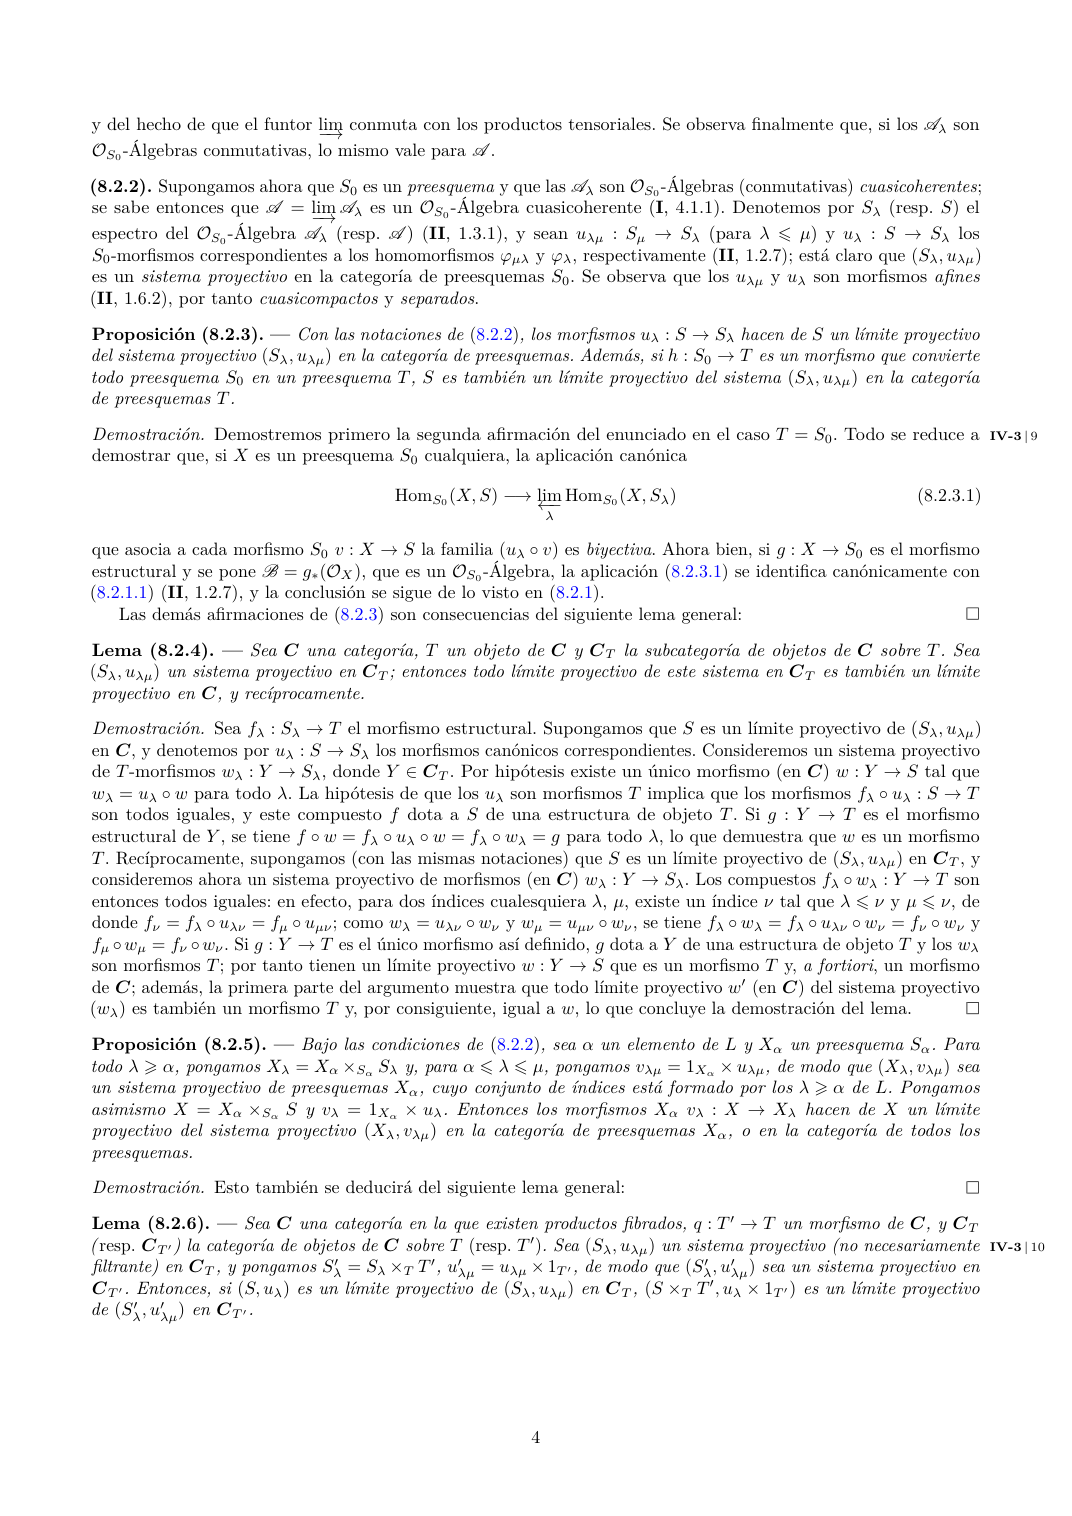 y del hecho de que el funtor lim→ conmuta con los productos tensoriales. Se observa finalmente que, si los 𝒜_λ son
𝒪_{S₀}-Álgebras conmutativas, lo mismo vale para 𝒜.
(8.2.2). Supongamos ahora que S₀ es un preesquema y que las 𝒜_λ son 𝒪_{S₀}-Álgebras (conmutativas) cuasicoherentes;
se sabe entonces que 𝒜 = lim→ 𝒜_λ es un 𝒪_{S₀}-Álgebra cuasicoherente (I, 4.1.1). Denotemos por S_λ (resp. S) el
espectro del 𝒪_{S₀}-Álgebra 𝒜_λ (resp. 𝒜) (II, 1.3.1), y sean u_{λμ} : S_μ → S_λ (para λ ⩽ μ) y u_λ : S → S_λ los
S₀-morfismos correspondientes a los homomorfismos φ_{μλ} y φ_λ, respectivamente (II, 1.2.7); está claro que (S_λ, u_{λμ})
es un sistema proyectivo en la categoría de preesquemas S₀. Se observa que los u_{λμ} y u_λ son morfismos afines
(II, 1.6.2), por tanto cuasicompactos y separados.
Proposición (8.2.3). — Con las notaciones de (8.2.2), los morfismos u_λ : S → S_λ hacen de S un límite proyectivo
del sistema proyectivo (S_λ, u_{λμ}) en la categoría de preesquemas. Además, si h : S₀ → T es un morfismo que convierte
todo preesquema S₀ en un preesquema T, S es también un límite proyectivo del sistema (S_λ, u_{λμ}) en la categoría
de preesquemas T.
Demostración. Demostremos primero la segunda afirmación del enunciado en el caso T = S₀. Todo se reduce a IV-3 | 9
demostrar que, si X es un preesquema S₀ cualquiera, la aplicación canónica
Hom_{S₀}(X, S) ⟶ lim←_λ Hom_{S₀}(X, S_λ) (8.2.3.1)
que asocia a cada morfismo S₀ v : X → S la familia (u_λ ∘ v) es biyectiva. Ahora bien, si g : X → S₀ es el morfismo
estructural y se pone ℬ = g_*(𝒪_X), que es un 𝒪_{S₀}-Álgebra, la aplicación (8.2.3.1) se identifica canónicamente con
(8.2.1.1) (II, 1.2.7), y la conclusión se sigue de lo visto en (8.2.1).
Las demás afirmaciones de (8.2.3) son consecuencias del siguiente lema general: □
Lema (8.2.4). — Sea C una categoría, T un objeto de C y C_T la subcategoría de objetos de C sobre T. Sea
(S_λ, u_{λμ}) un sistema proyectivo en C_T; entonces todo límite proyectivo de este sistema en C_T es también un límite
proyectivo en C, y recíprocamente.
Demostración. Sea f_λ : S_λ → T el morfismo estructural. Supongamos que S es un límite proyectivo de (S_λ, u_{λμ})
en C, y denotemos por u_λ : S → S_λ los morfismos canónicos correspondientes. Consideremos un sistema proyectivo
de T-morfismos w_λ : Y → S_λ, donde Y ∈ C_T. Por hipótesis existe un único morfismo (en C) w : Y → S tal que
w_λ = u_λ ∘ w para todo λ. La hipótesis de que los u_λ son morfismos T implica que los morfismos f_λ ∘ u_λ : S → T
son todos iguales, y este compuesto f dota a S de una estructura de objeto T. Si g : Y → T es el morfismo
estructural de Y, se tiene f ∘ w = f_λ ∘ u_λ ∘ w = f_λ ∘ w_λ = g para todo λ, lo que demuestra que w es un morfismo
T. Recíprocamente, supongamos (con las mismas notaciones) que S es un límite proyectivo de (S_λ, u_{λμ}) en C_T, y
consideremos ahora un sistema proyectivo de morfismos (en C) w_λ : Y → S_λ. Los compuestos f_λ ∘ w_λ : Y → T son
entonces todos iguales: en efecto, para dos índices cualesquiera λ, μ, existe un índice ν tal que λ ⩽ ν y μ ⩽ ν, de
donde f_ν = f_λ ∘ u_{λν} = f_μ ∘ u_{μν}; como w_λ = u_{λν} ∘ w_ν y w_μ = u_{μν} ∘ w_ν, se tiene f_λ ∘ w_λ = f_λ ∘ u_{λν} ∘ w_ν = f_ν ∘ w_ν y
f_μ ∘ w_μ = f_ν ∘ w_ν. Si g : Y → T es el único morfismo así definido, g dota a Y de una estructura de objeto T y los w_λ
son morfismos T; por tanto tienen un límite proyectivo w : Y → S que es un morfismo T y, a fortiori, un morfismo
de C; además, la primera parte del argumento muestra que todo límite proyectivo w′ (en C) del sistema proyectivo
(w_λ) es también un morfismo T y, por consiguiente, igual a w, lo que concluye la demostración del lema. □
Proposición (8.2.5). — Bajo las condiciones de (8.2.2), sea α un elemento de L y X_α un preesquema S_α. Para
todo λ ⩾ α, pongamos X_λ = X_α ×_{S_α} S_λ y, para α ⩽ λ ⩽ μ, pongamos v_{λμ} = 1_{X_α} × u_{λμ}, de modo que (X_λ, v_{λμ}) sea
un sistema proyectivo de preesquemas X_α, cuyo conjunto de índices está formado por los λ ⩾ α de L. Pongamos
asimismo X = X_α ×_{S_α} S y v_λ = 1_{X_α} × u_λ. Entonces los morfismos X_α v_λ : X → X_λ hacen de X un límite
proyectivo del sistema proyectivo (X_λ, v_{λμ}) en la categoría de preesquemas X_α, o en la categoría de todos los
preesquemas.
Demostración. Esto también se deducirá del siguiente lema general: □
Lema (8.2.6). — Sea C una categoría en la que existen productos fibrados, q : T′ → T un morfismo de C, y C_T
(resp. C_{T′}) la categoría de objetos de C sobre T (resp. T′). Sea (S_λ, u_{λμ}) un sistema proyectivo (no necesariamente IV-3 | 10
filtrante) en C_T, y pongamos S′_λ = S_λ ×_T T′, u′_{λμ} = u_{λμ} × 1_{T′}, de modo que (S′_λ, u′_{λμ}) sea un sistema proyectivo en
C_{T′}. Entonces, si (S, u_λ) es un límite proyectivo de (S_λ, u_{λμ}) en C_T, (S ×_T T′, u_λ × 1_{T′}) es un límite proyectivo
de (S′_λ, u′_{λμ}) en C_{T′}.
4